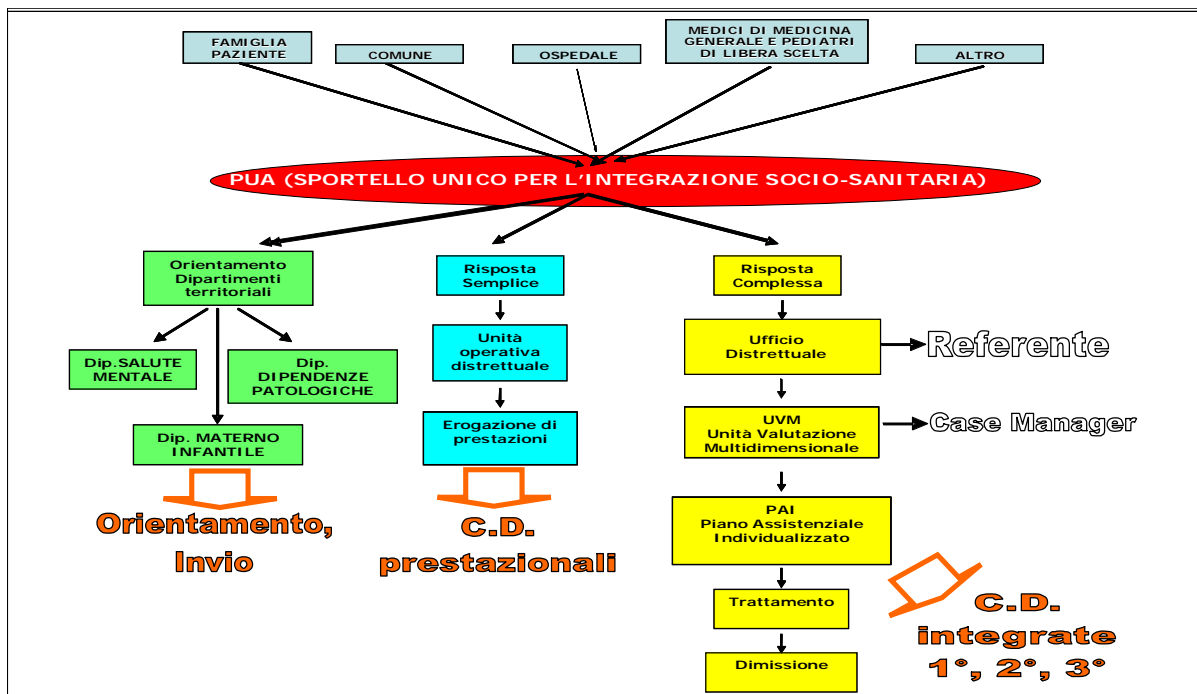 FAMIGLIA
PAZIENTE
COMUNE
OSPEDALE
MEDICI DI MEDICINA
GENERALE E PEDIATRI
DI LIBERA SCELTA
ALTRO
PUA (SPORTELLO UNICO PER L'INTEGRAZIONE SOCIO-SANITARIA)
Orientamento
Dipartimenti
territoriali
Risposta
Semplice
Risposta
Complessa
Dip.SALUTE
MENTALE
Dip.
DIPENDENZE
PATOLOGICHE
Dip. MATERNO
INFANTILE
Orientamento,
Invio
Unità
operativa
distrettuale
Erogazione di
prestazioni
C.D.
prestazionali
Ufficio
Distrettuale
Referente
UVM
Unità Valutazione
Multidimensionale
Case Manager
PAI
Piano Assistenziale
Individualizzato
Trattamento
Dimissione
C.D.
integrate
1°, 2°, 3°